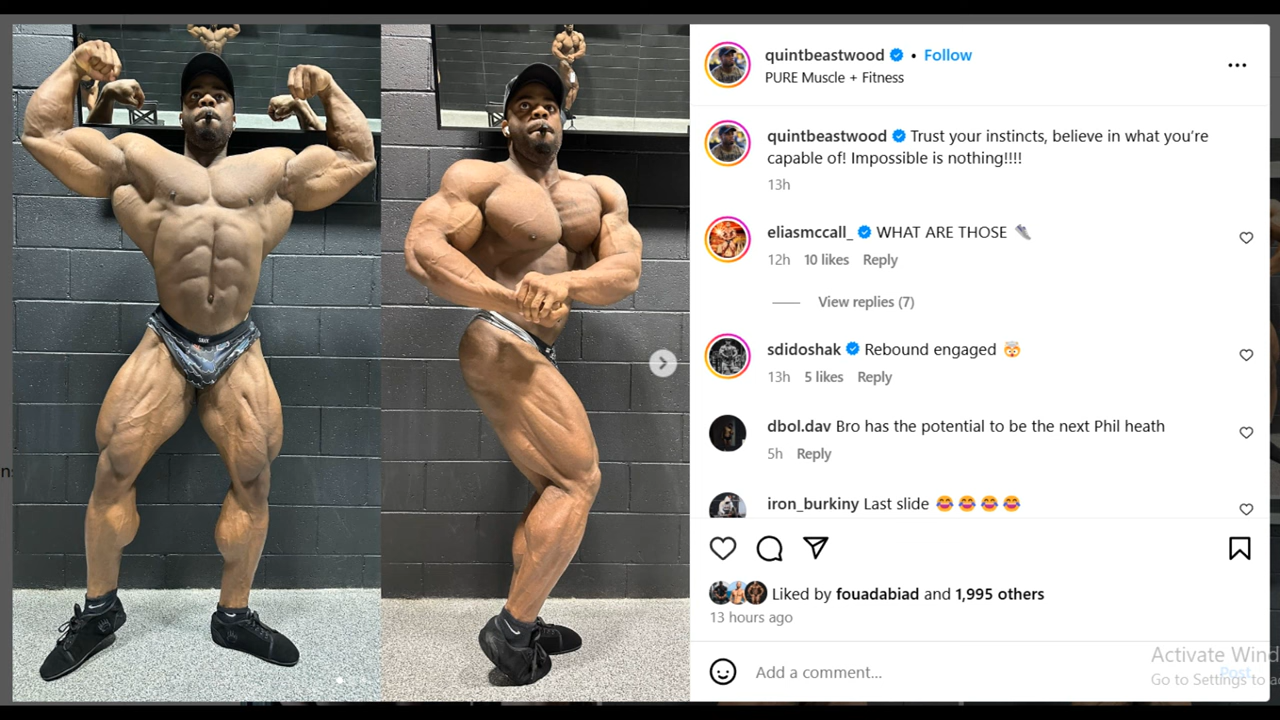 quintbeastwood • Follow
PURE Muscle + Fitness
quintbeastwood Trust your instincts, believe in what you're
capable of! Impossible is nothing!!!!
13h
eliasmccall_ WHAT ARE THOSE 👟
12h 10 likes Reply
View replies (7)
sdidoshak Rebound engaged 🤯
13h 5 likes Reply
dbol.dav Bro has the potential to be the next Phil heath
5h Reply
iron_burkiny Last slide 😂😂😂😂
Liked by fouadabiad and 1,995 others
13 hours ago
Add a comment...
Post
Activate Wind
Go to Settings to a